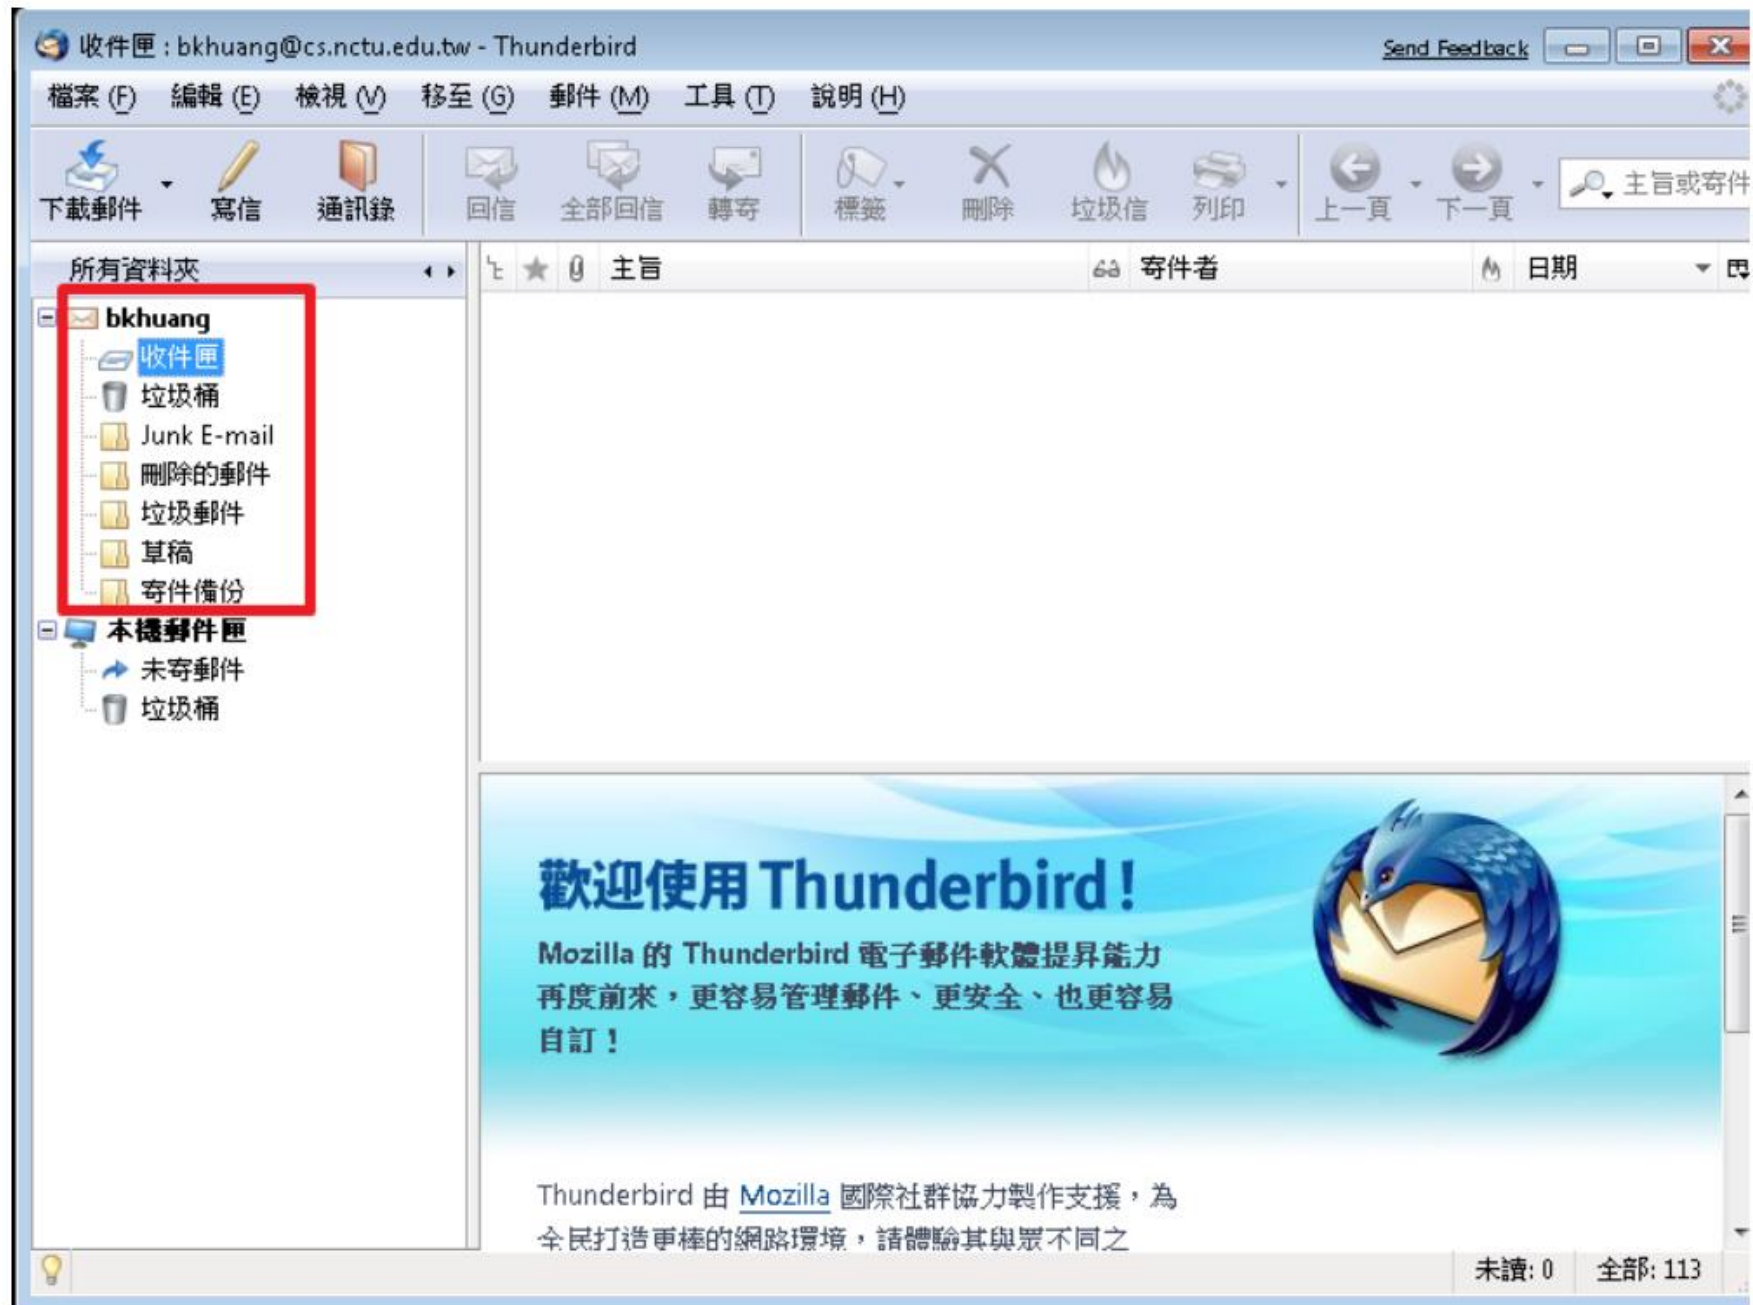 收件匣 : bkhuang@cs.nctu.edu.tw - Thunderbird
Send Feedback
檔案 (F) 編輯 (E) 檢視 (V) 移至 (G) 郵件 (M) 工具 (T) 說明 (H)
下載郵件 寫信 通訊錄 回信 全部回信 轉寄 標籤 刪除 垃圾信 列印 上一頁 下一頁 主旨或寄件
所有資料夾
主旨 寄件者 日期
bkhuang
收件匣
垃圾桶
Junk E-mail
刪除的郵件
垃圾郵件
草稿
寄件備份
本機郵件匣
未寄郵件
垃圾桶
歡迎使用 Thunderbird！
Mozilla 的 Thunderbird 電子郵件軟體提昇能力
再度前來，更容易管理郵件、更安全、也更容易
自訂！
Thunderbird 由 Mozilla 國際社群協力製作支援，為
全民打造更棒的網路環境，請體驗其與眾不同之
未讀: 0 全部: 113